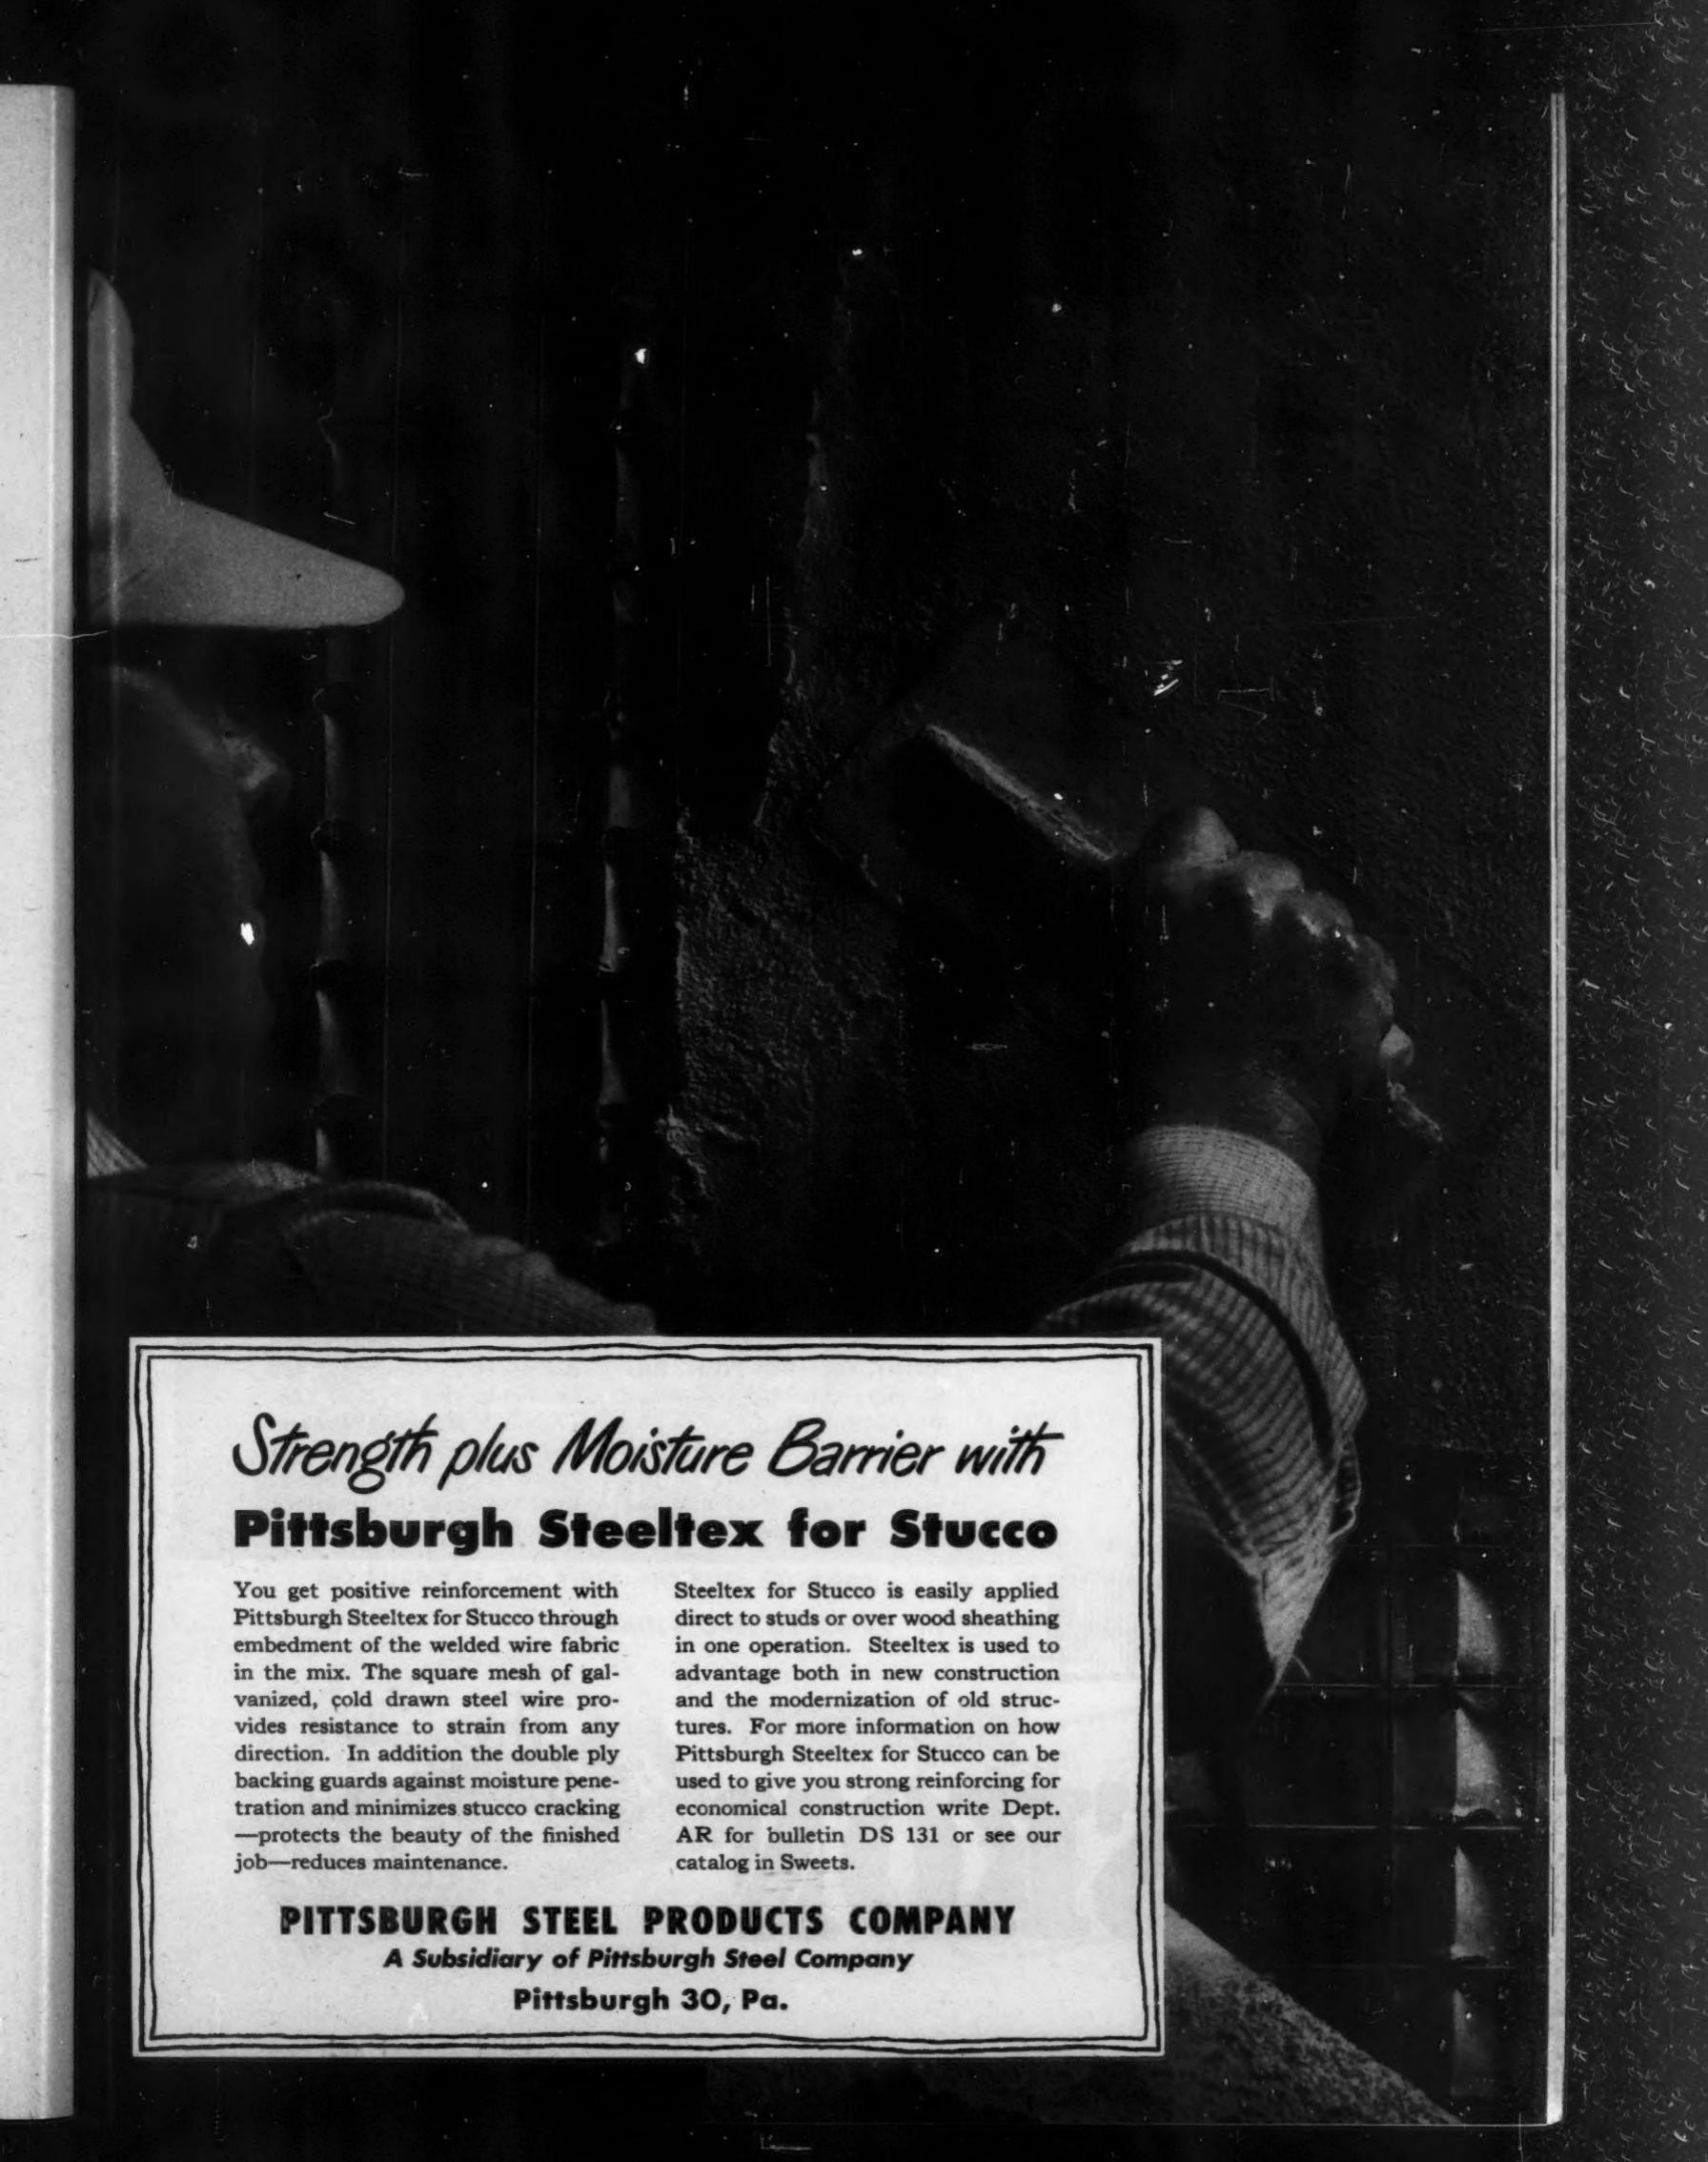 Strength plus Moisture Barrier with
Pittsburgh Steeltex for Stucco
You get positive reinforcement with
Pittsburgh Steeltex for Stucco through
embedment of the welded wire fabric
in the mix. The square mesh of gal-
vanized, cold drawn steel wire pro-
vides resistance to strain from any
direction. In addition the double ply
backing guards against moisture pene-
tration and minimizes stucco cracking
—protects the beauty of the finished
job—reduces maintenance.
Steeltex for Stucco is easily applied
direct to studs or over wood sheathing
in one operation. Steeltex is used to
advantage both in new construction
and the modernization of old struc-
tures. For more information on how
Pittsburgh Steeltex for Stucco can be
used to give you strong reinforcing for
economical construction write Dept.
AR for bulletin DS 131 or see our
catalog in Sweets.
PITTSBURGH STEEL PRODUCTS COMPANY
A Subsidiary of Pittsburgh Steel Company
Pittsburgh 30, Pa.